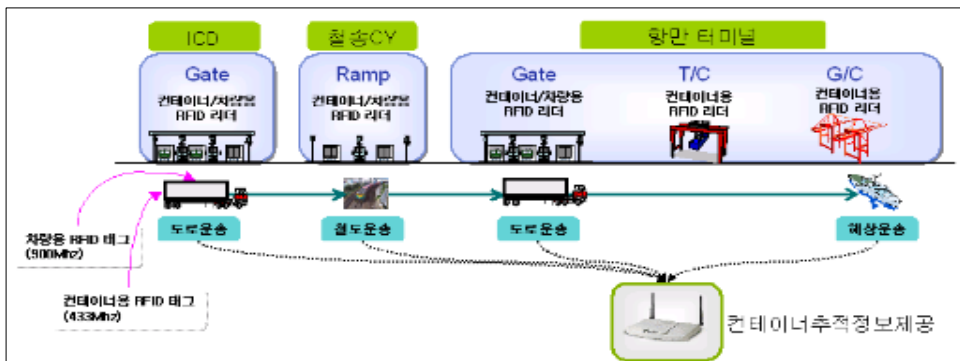 ICD
철송CY
항만 터미널
Gate
컨테이너/차량용
RFID 리더
Ramp
컨테이너/차량용
RFID 리더
Gate
컨테이너/차량용
RFID 리더
T/C
컨테이너용
RFID 리더
G/C
컨테이너용
RFID 리더
도로운송
철도운송
도로운송
해상운송
차량용 RFID 태그
(900Mhz)
컨테이너용 RFID 태그
(433Mhz)
컨테이너추적정보제공